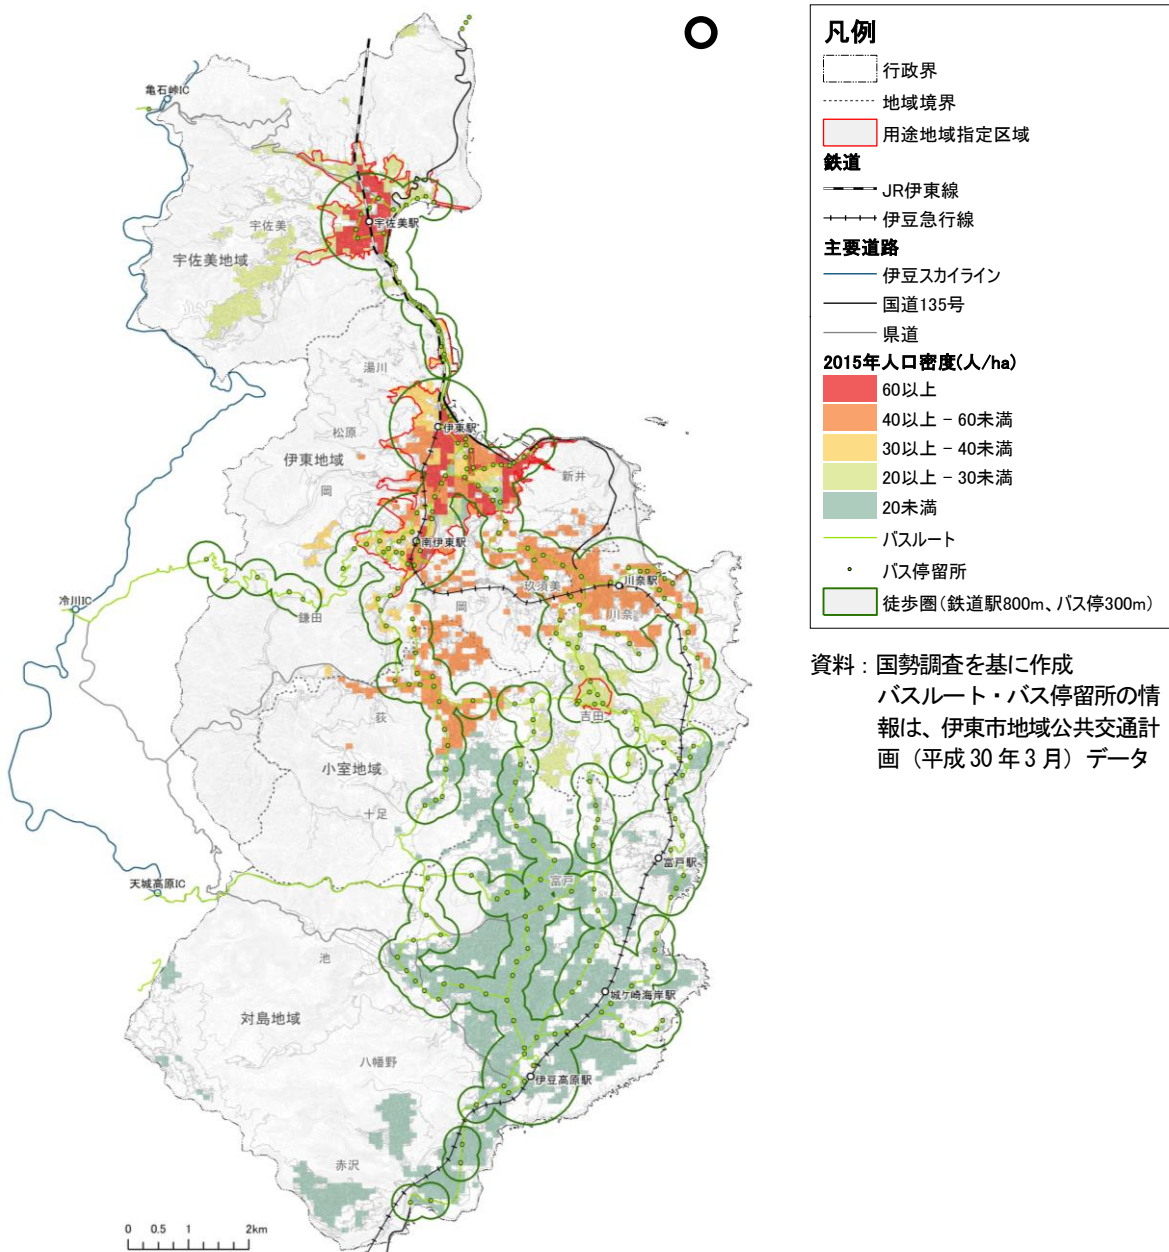 亀石峠IC
宇佐美駅
宇佐美
宇佐美地域
湯川
伊東駅
松原
伊東地域
新井
岡
南伊東駅
玖須美
川奈駅
冷川IC
岡
川奈
鎌田
荻
吉田
小室地域
十足
富戸駅
富戸
天城高原IC
池
城ケ崎海岸駅
対島地域
八幡野
伊豆高原駅
赤沢
0 0.5 1 2km
凡例
行政界
地域境界
用途地域指定区域
鉄道
JR伊東線
伊豆急行線
主要道路
伊豆スカイライン
国道135号
県道
2015年人口密度(人/ha)
60以上
40以上 − 60未満
30以上 − 40未満
20以上 − 30未満
20未満
バスルート
バス停留所
徒歩圏(鉄道駅800m、バス停300m)
資料：国勢調査を基に作成
バスルート・バス停留所の情
報は、伊東市地域公共交通計
画（平成 30 年 3 月）データ